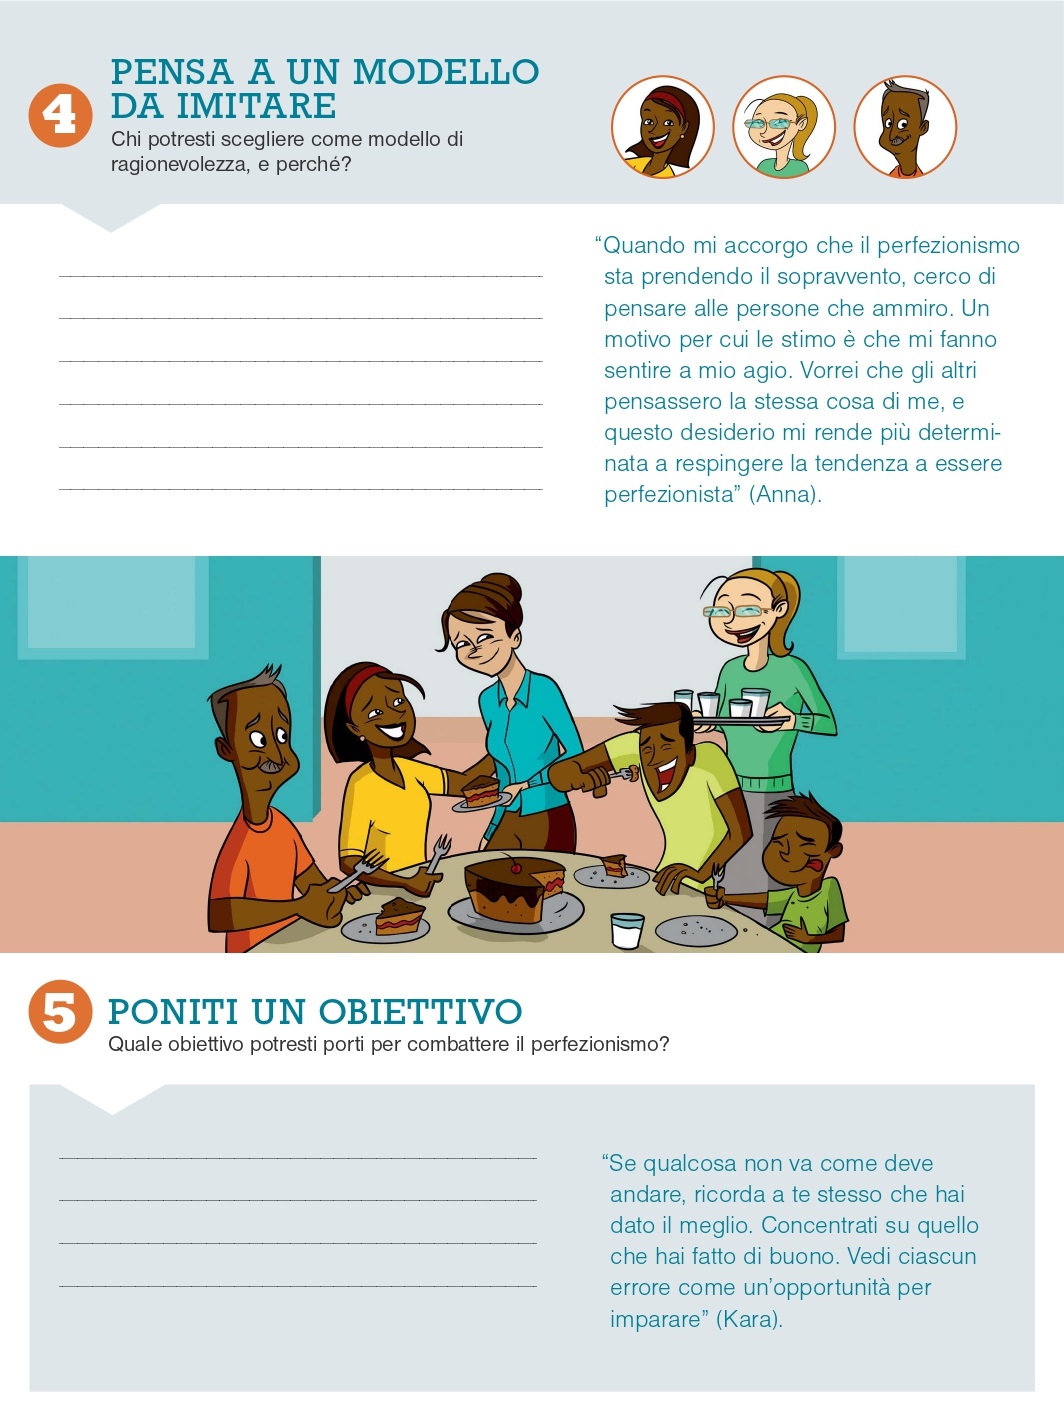 4
PENSA A UN MODELLO
DA IMITARE
Chi potresti scegliere come modello di
ragionevolezza, e perché?
“Quando mi accorgo che il perfezionismo
sta prendendo il sopravvento, cerco di
pensare alle persone che ammiro. Un
motivo per cui le stimo è che mi fanno
sentire a mio agio. Vorrei che gli altri
pensassero la stessa cosa di me, e
questo desiderio mi rende più determi-
nata a respingere la tendenza a essere
perfezionista” (Anna).
5
PONITI UN OBIETTIVO
Quale obiettivo potresti porti per combattere il perfezionismo?
“Se qualcosa non va come deve
andare, ricorda a te stesso che hai
dato il meglio. Concentrati su quello
che hai fatto di buono. Vedi ciascun
errore come un’opportunità per
imparare” (Kara).